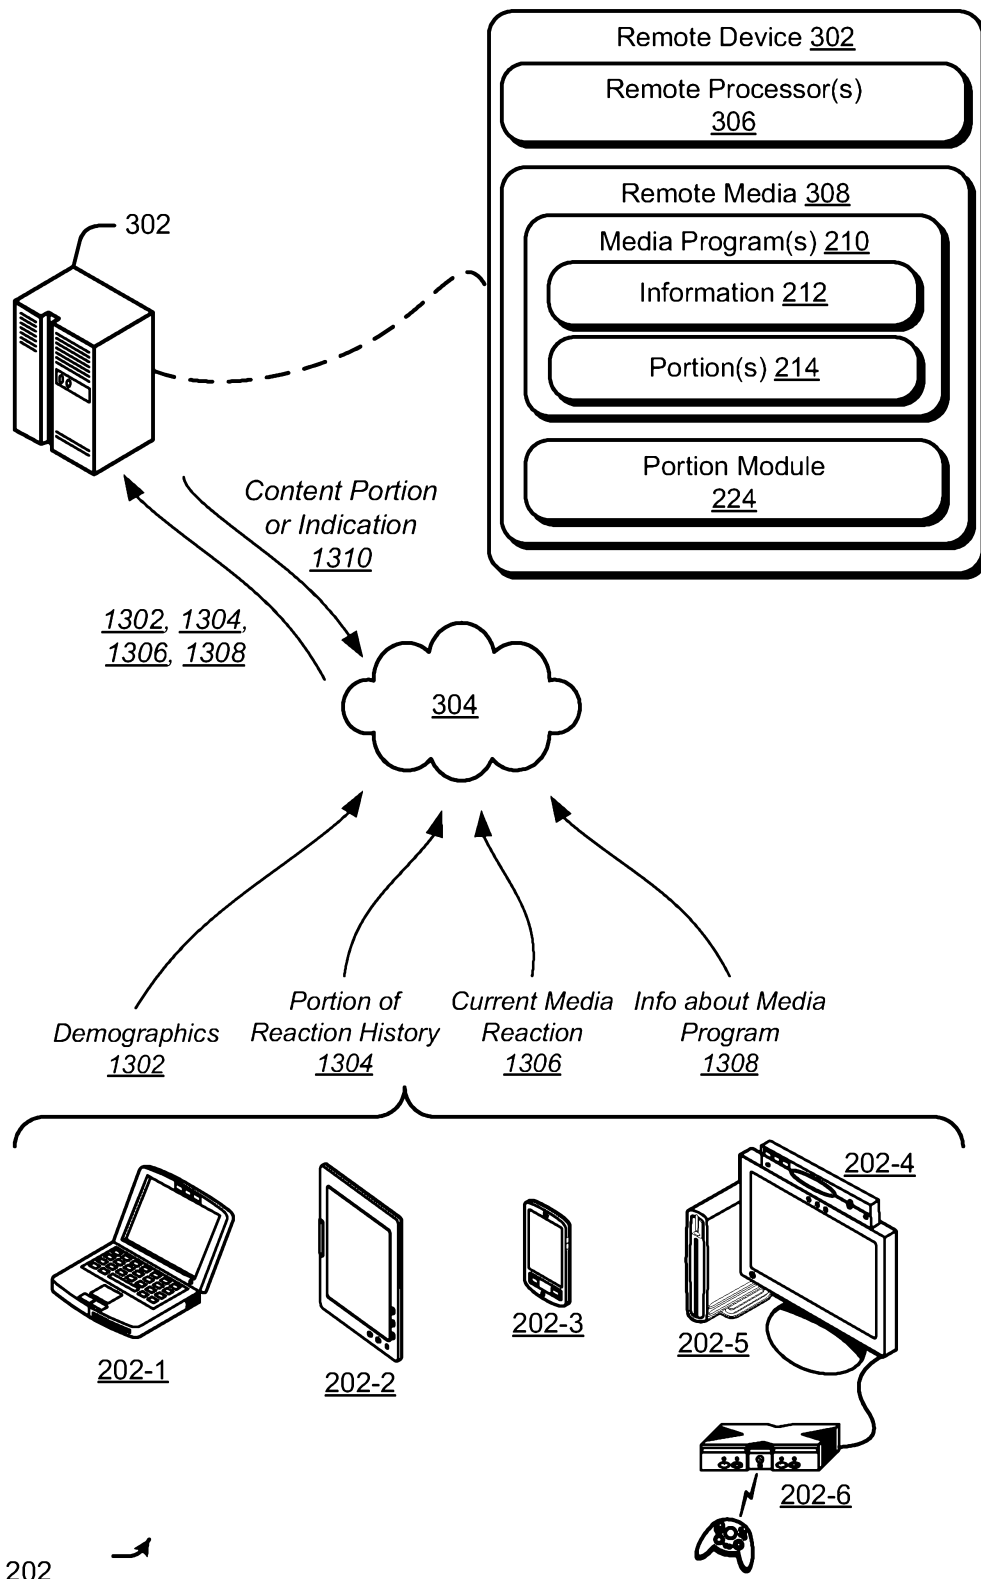 Remote Device 302
Remote Processor(s)
306
Remote Media 308
Media Program(s) 210
Information 212
Portion(s) 214
Portion Module
224
302
Content Portion
or Indication
1310
1302, 1304,
1306, 1308
304
Demographics
1302
Portion of
Reaction History
1304
Current Media
Reaction
1306
Info about Media
Program
1308
202-1
202-2
202-3
202-4
202-5
202-6
202